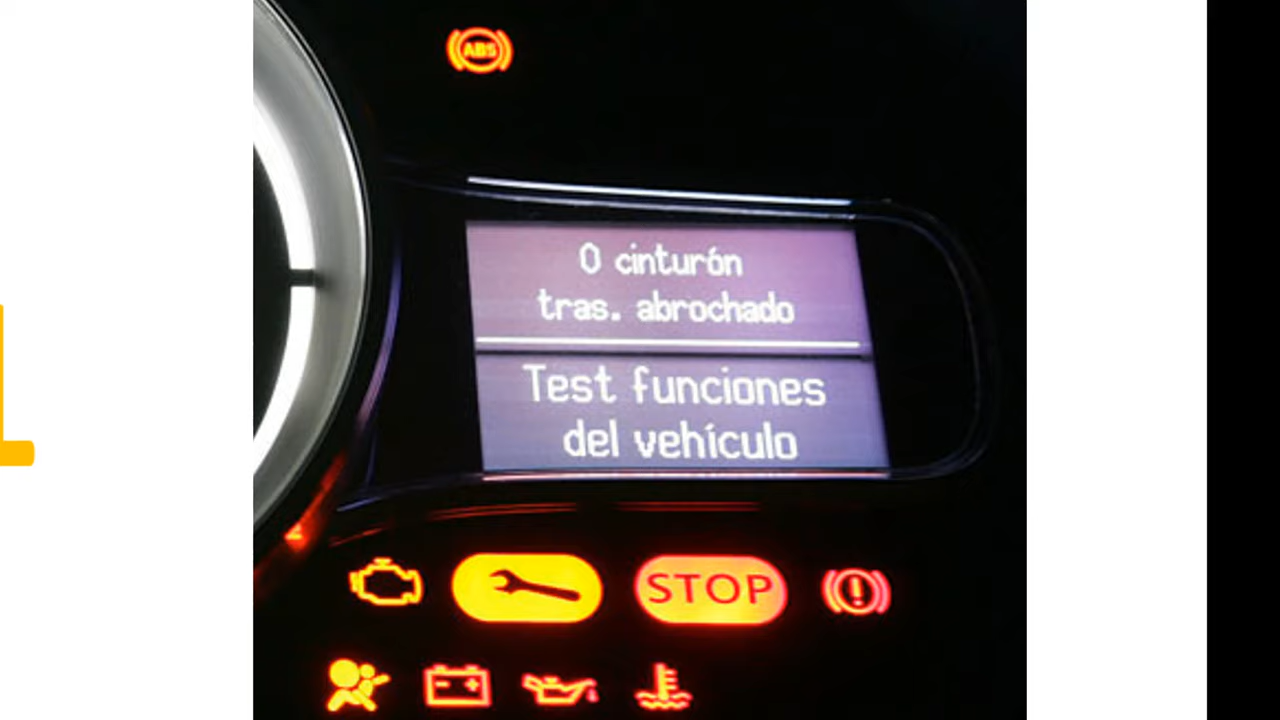 ABS
0 cinturón
tras. abrochado
Test funciones
del vehículo
STOP